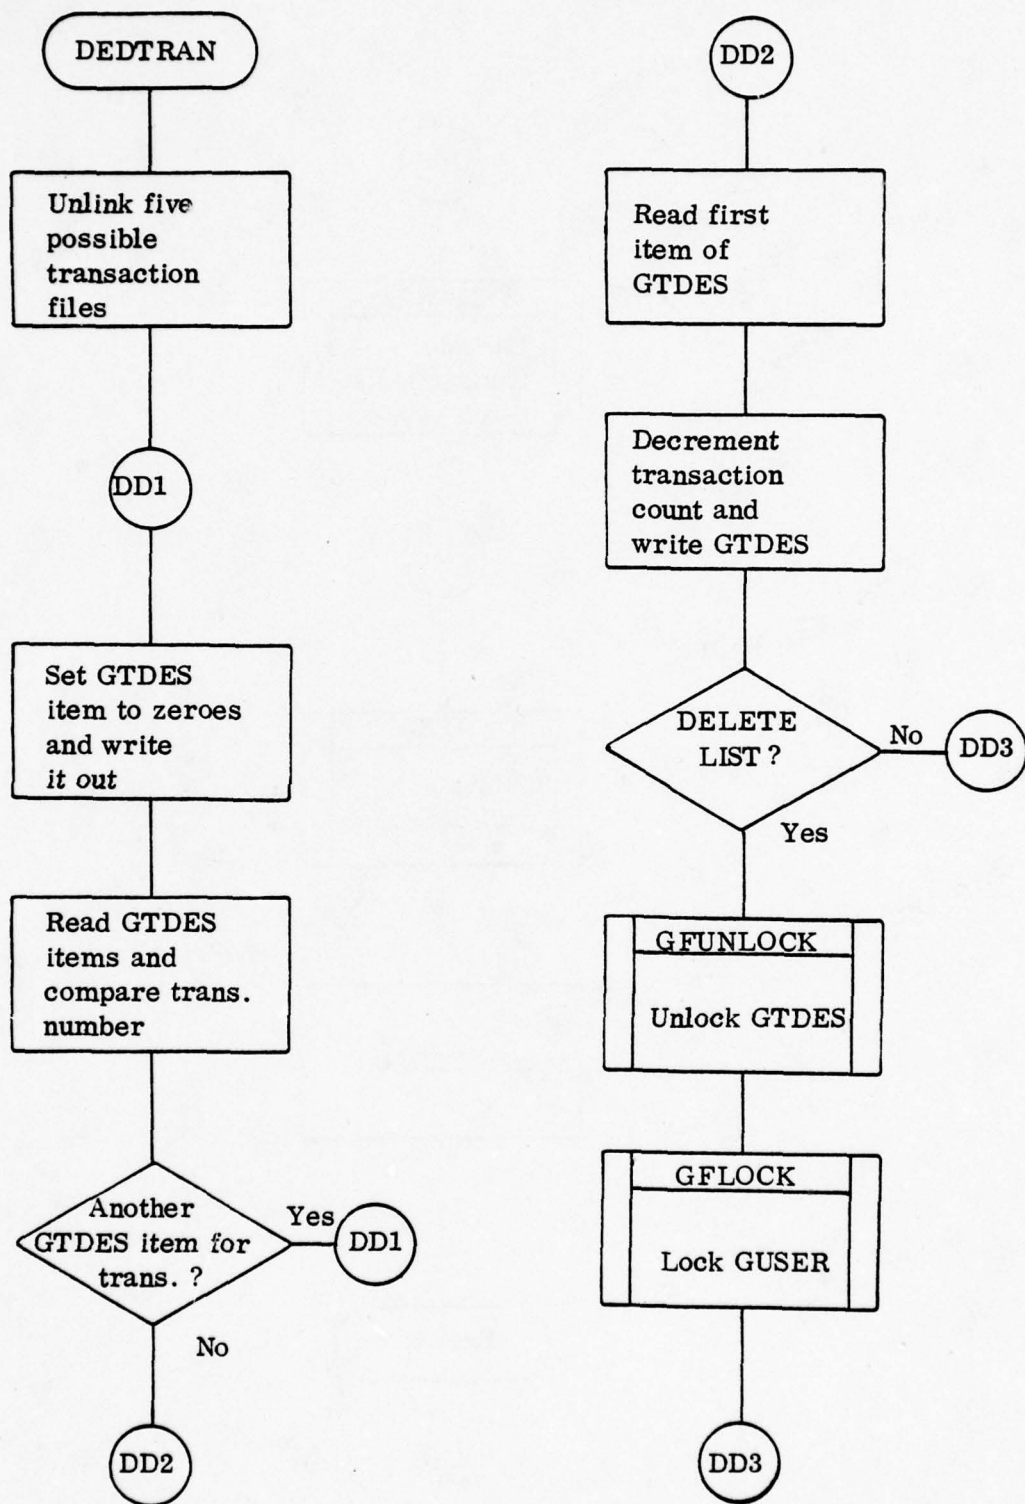 DEDTRAN
Unlink five
possible
transaction
files
DD1
Set GTDES
item to zeroes
and write
it out
Read GTDES
items and
compare trans.
number
Another
GTDES item for
trans. ?
Yes
DD1
No
DD2
DD2
Read first
item of
GTDES
Decrement
transaction
count and
write GTDES
DELETE
LIST ?
No
DD3
Yes
GFUNLOCK
Unlock GTDES
GFLOCK
Lock GUSER
DD3